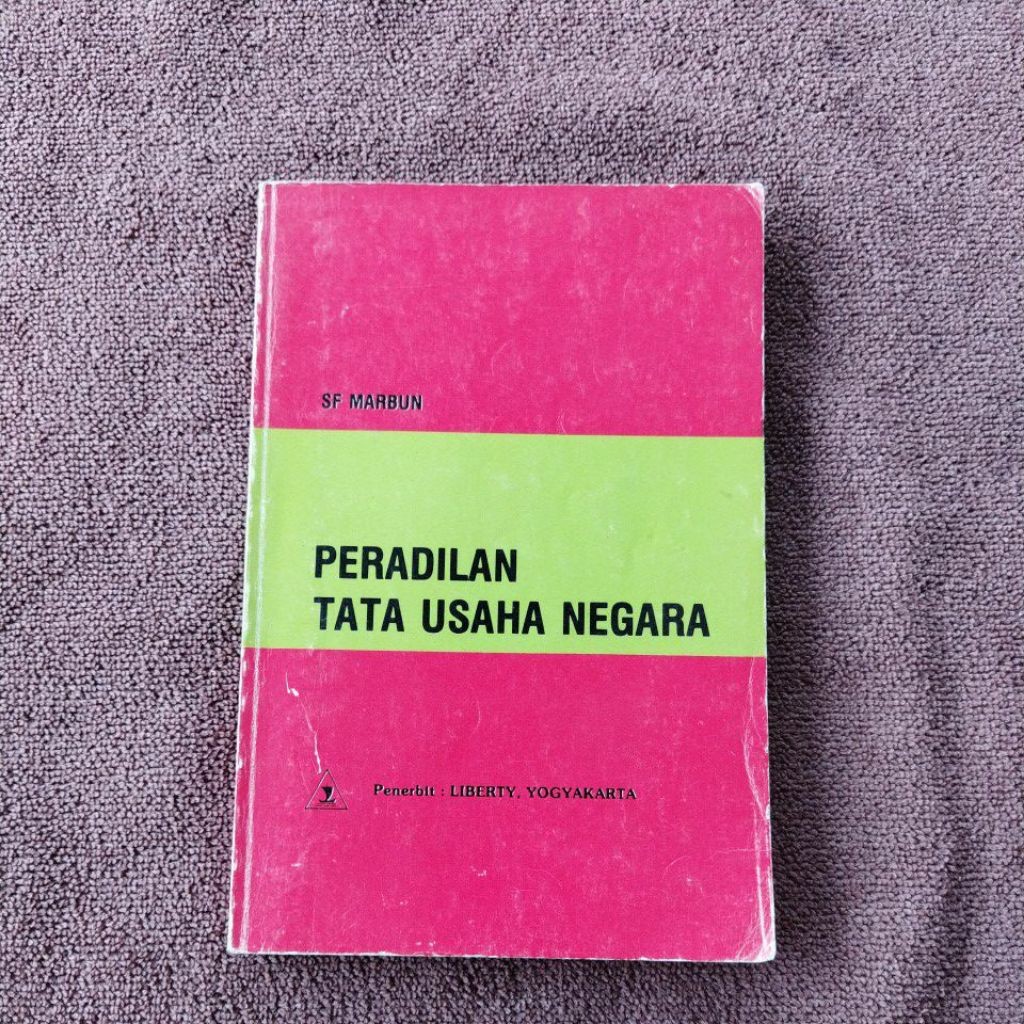 SF MARBUN
PERADILAN
TATA USAHA NEGARA
Penerbit : LIBERTY, YOGYAKARTA